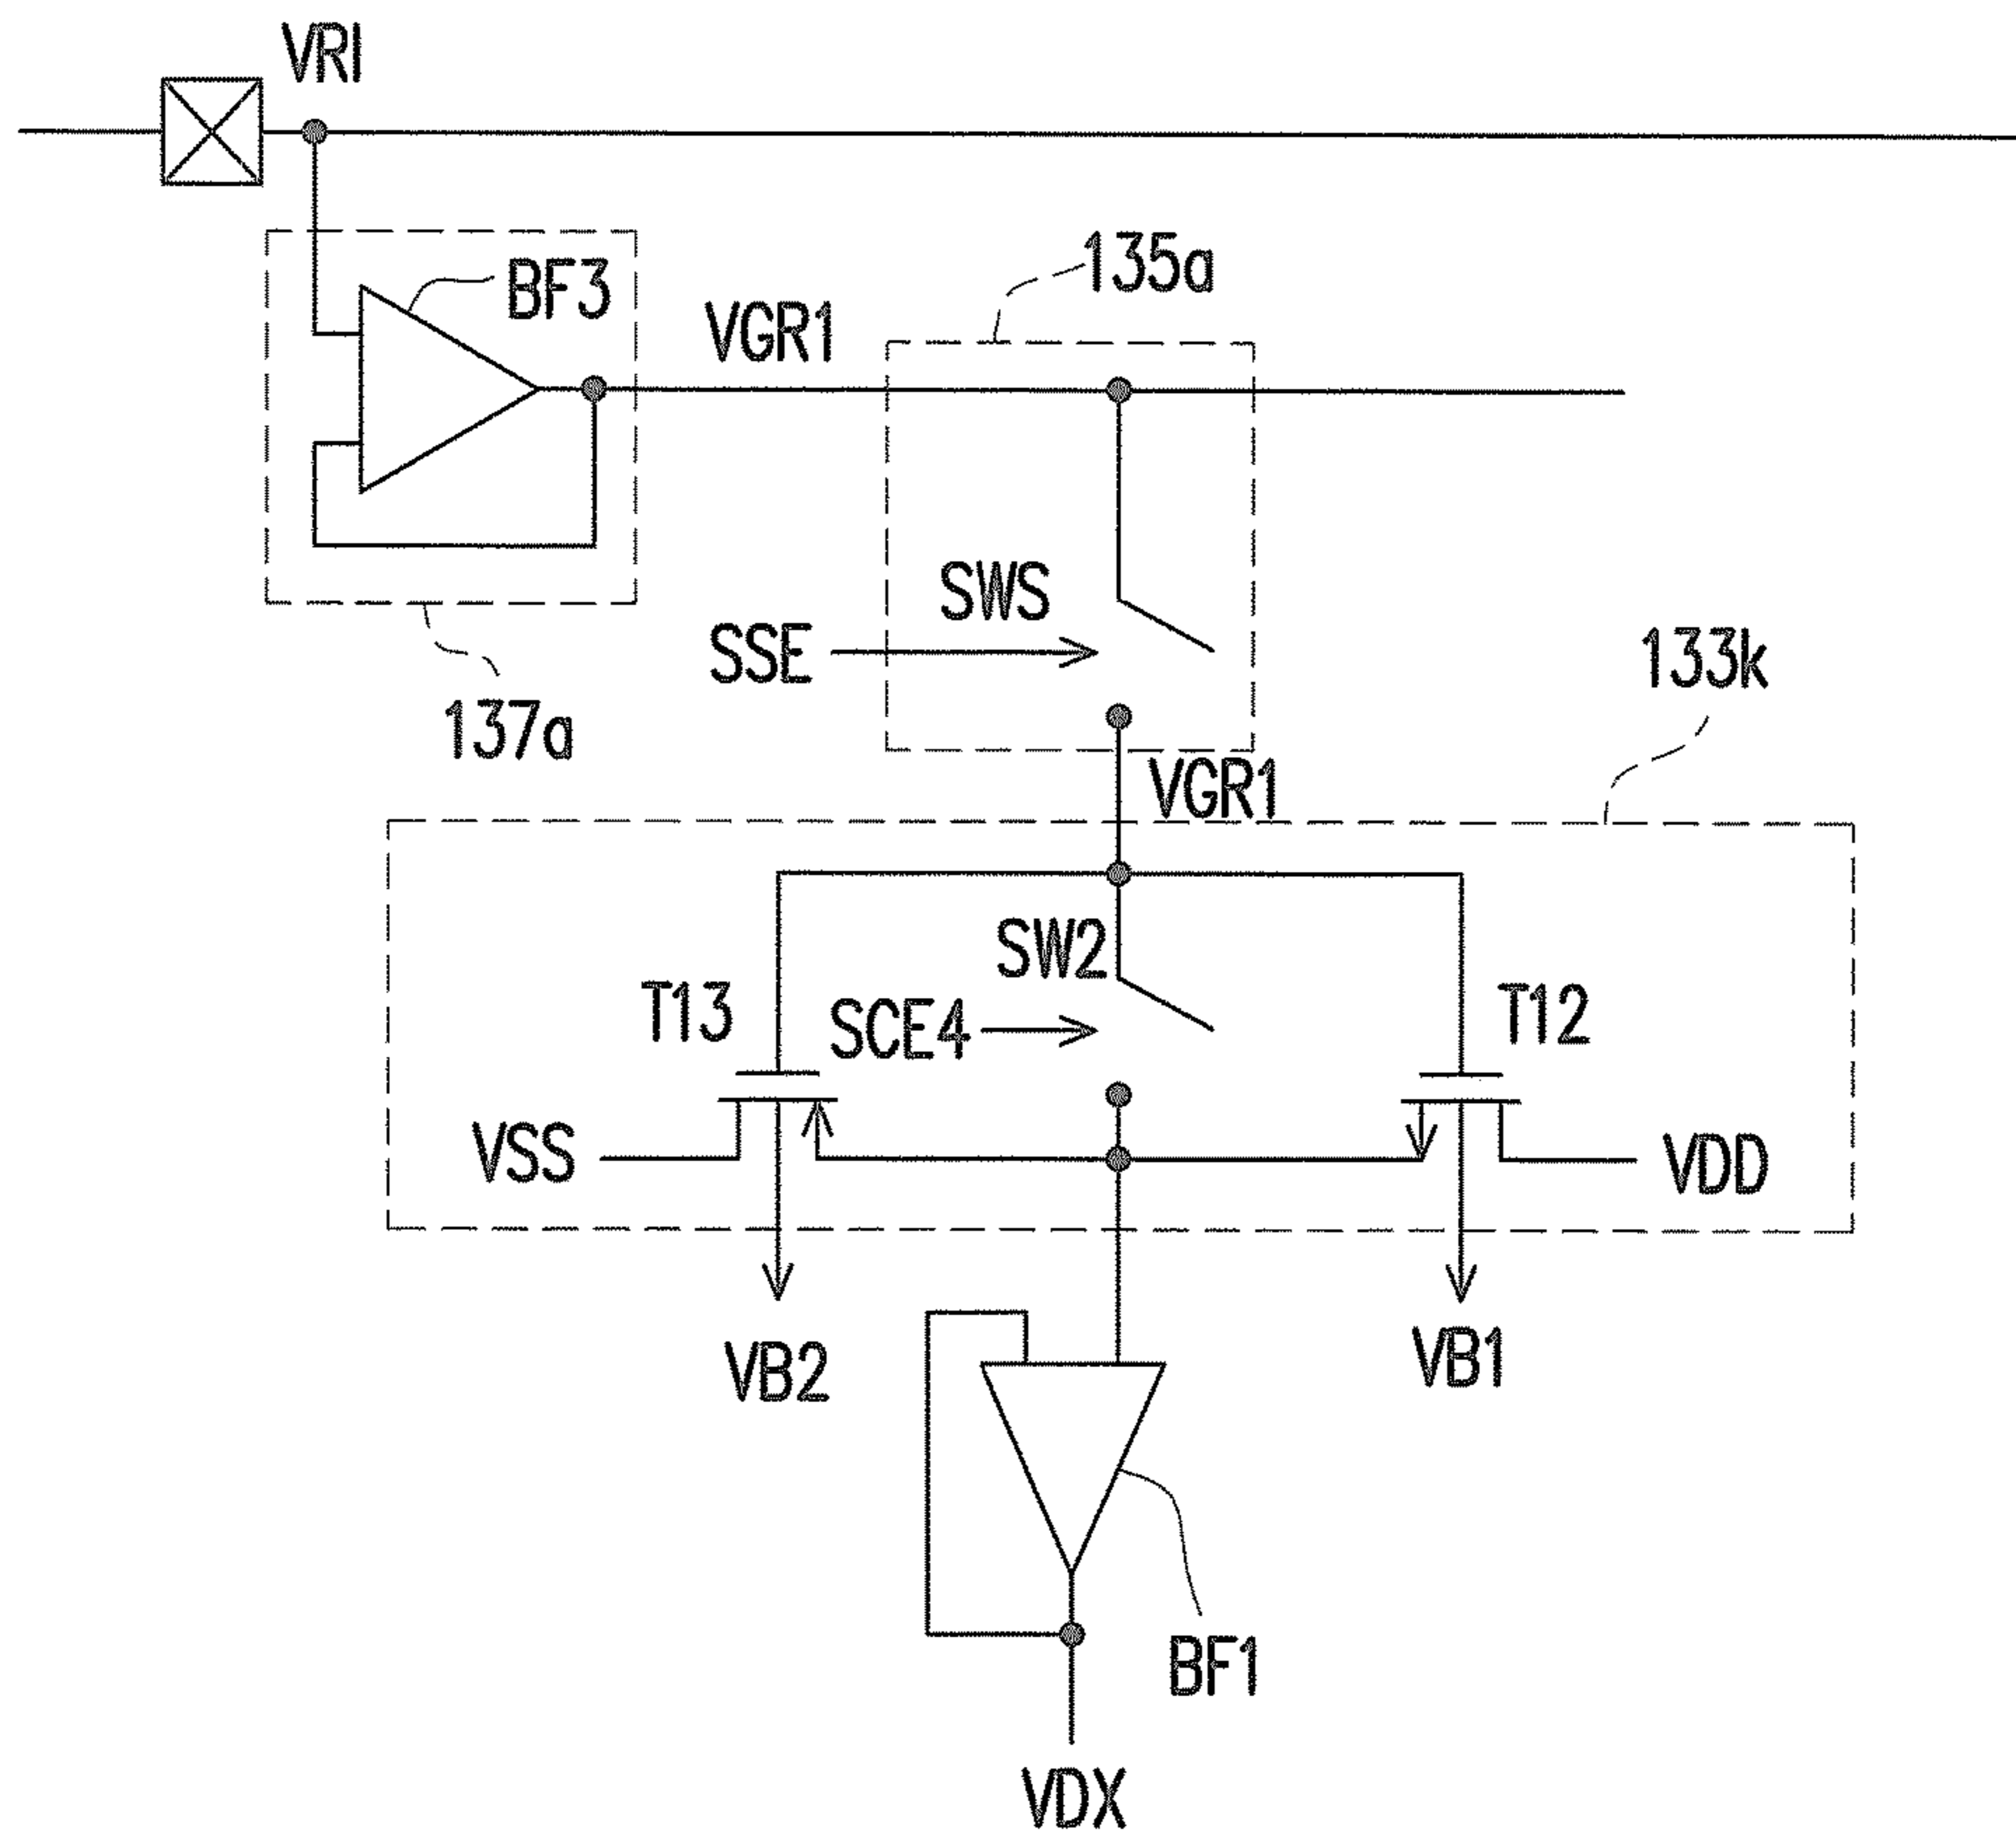 VRI
BF3
135a
VGR1
SWS
SSE
133k
137a
VGR1
SW2
T13
T12
SCE4
VSS
VDD
VB2
VB1
BF1
VDX